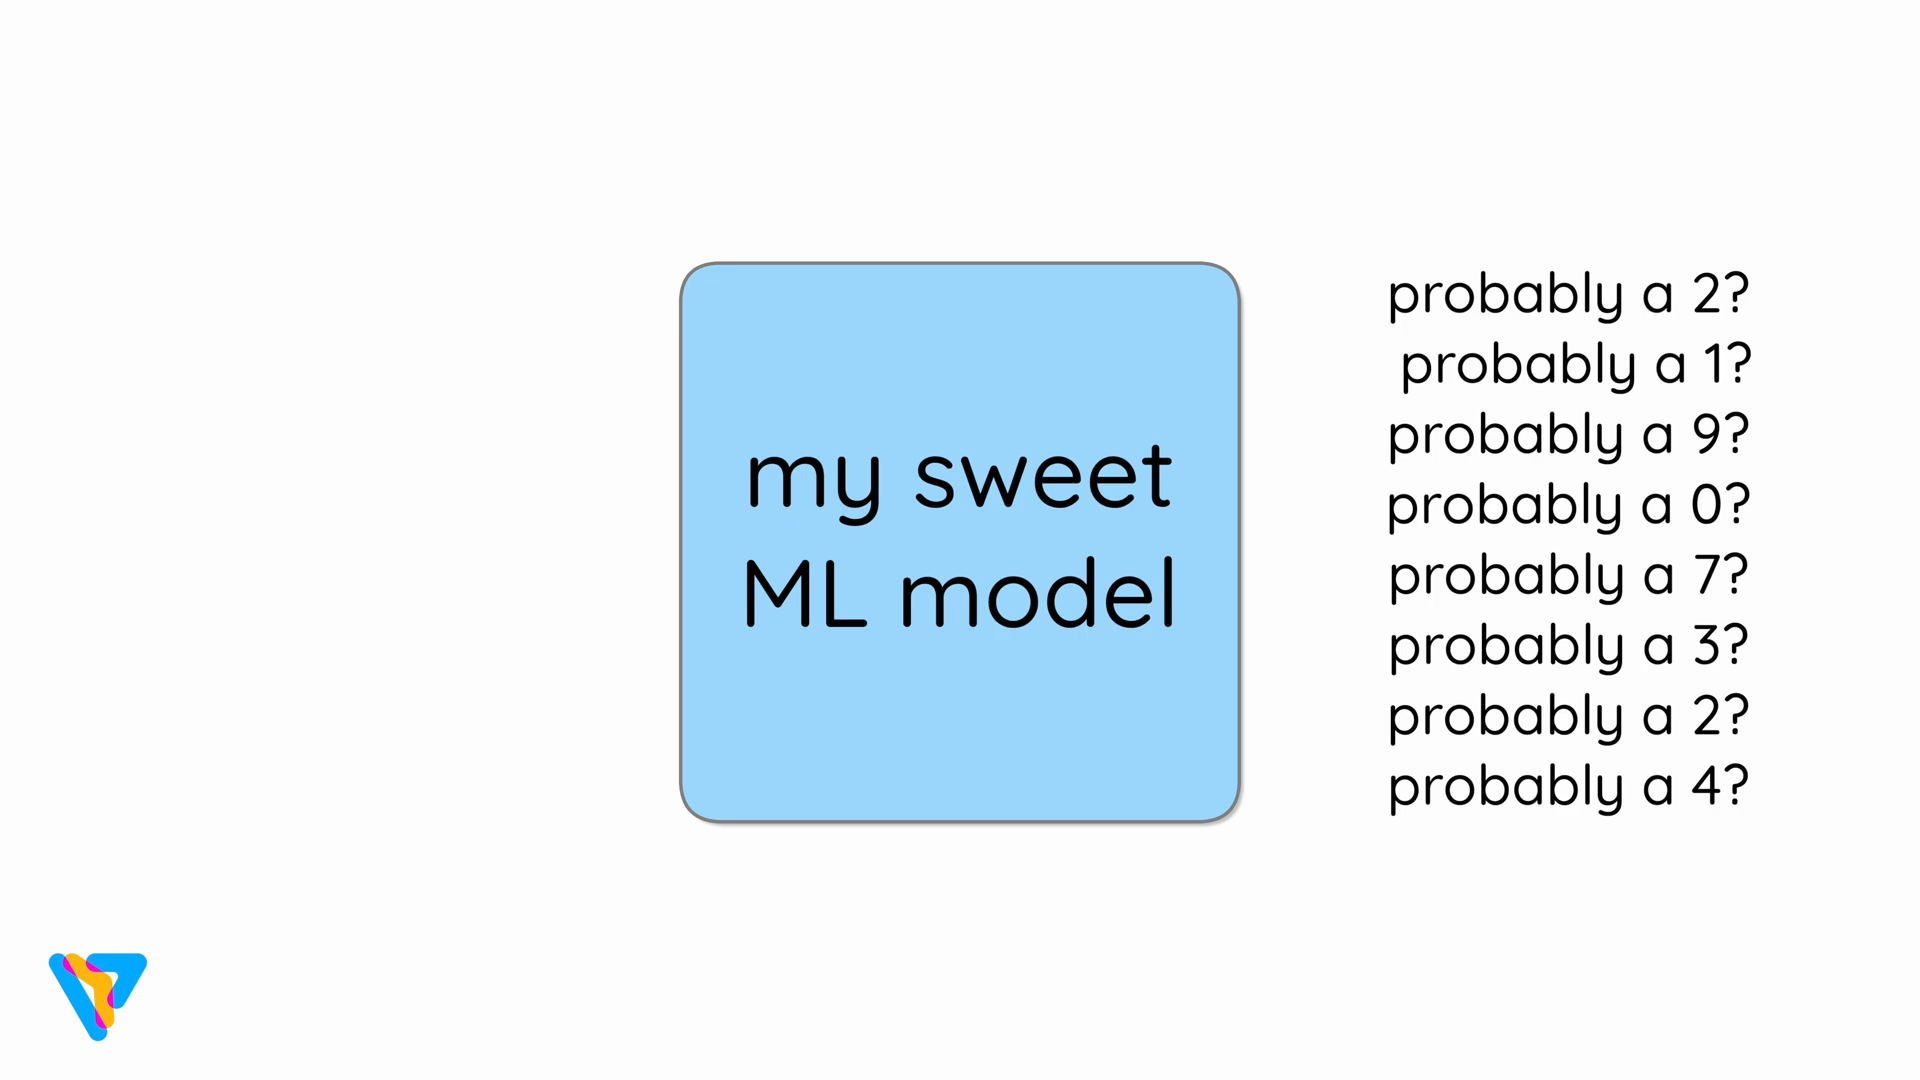 my sweet
ML model
probably a 2?
probably a 1?
probably a 9?
probably a 0?
probably a 7?
probably a 3?
probably a 2?
probably a 4?